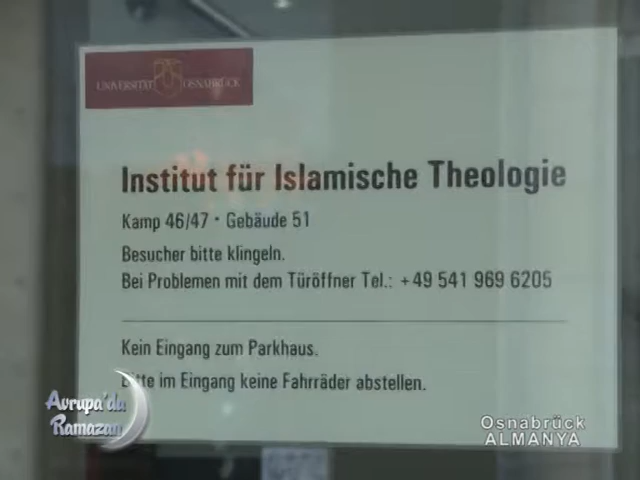 UNIVERSITÄT OSNABRÜCK
Institut für Islamische Theologie
Kamp 46/47 · Gebäude 51
Besucher bitte klingeln.
Bei Problemen mit dem Türöffner Tel.: +49 541 969 6205
Kein Eingang zum Parkhaus.
Bitte im Eingang keine Fahrräder abstellen.
Avrupa'da
Ramazan
Osnabrück
ALMANYA